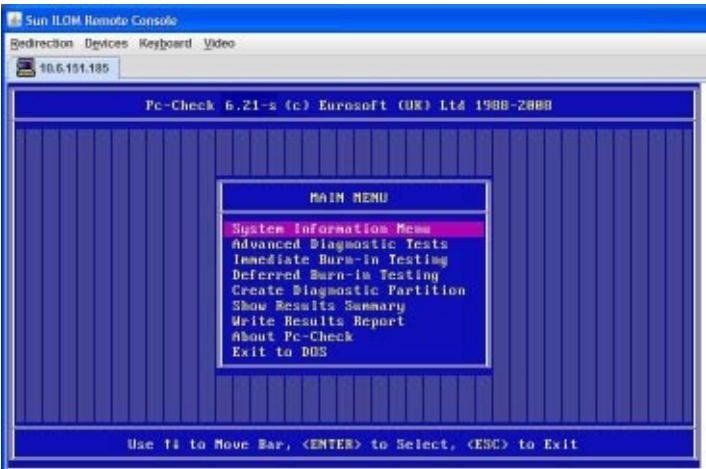 Sun ILOM Remote Console
Redirection Devices Keyboard Video
10.6.151.185
Pc-Check 6.21-s (c) Eurosoft (UK) Ltd 1988-2008
MAIN MENU
System Information Menu
Advanced Diagnostic Tests
Immediate Burn-in Testing
Deferred Burn-in Testing
Create Diagnostic Partition
Show Results Summary
Write Results Report
About Pc-Check
Exit to DOS
Use ↑↓ to Move Bar, <ENTER> to Select, <ESC> to Exit